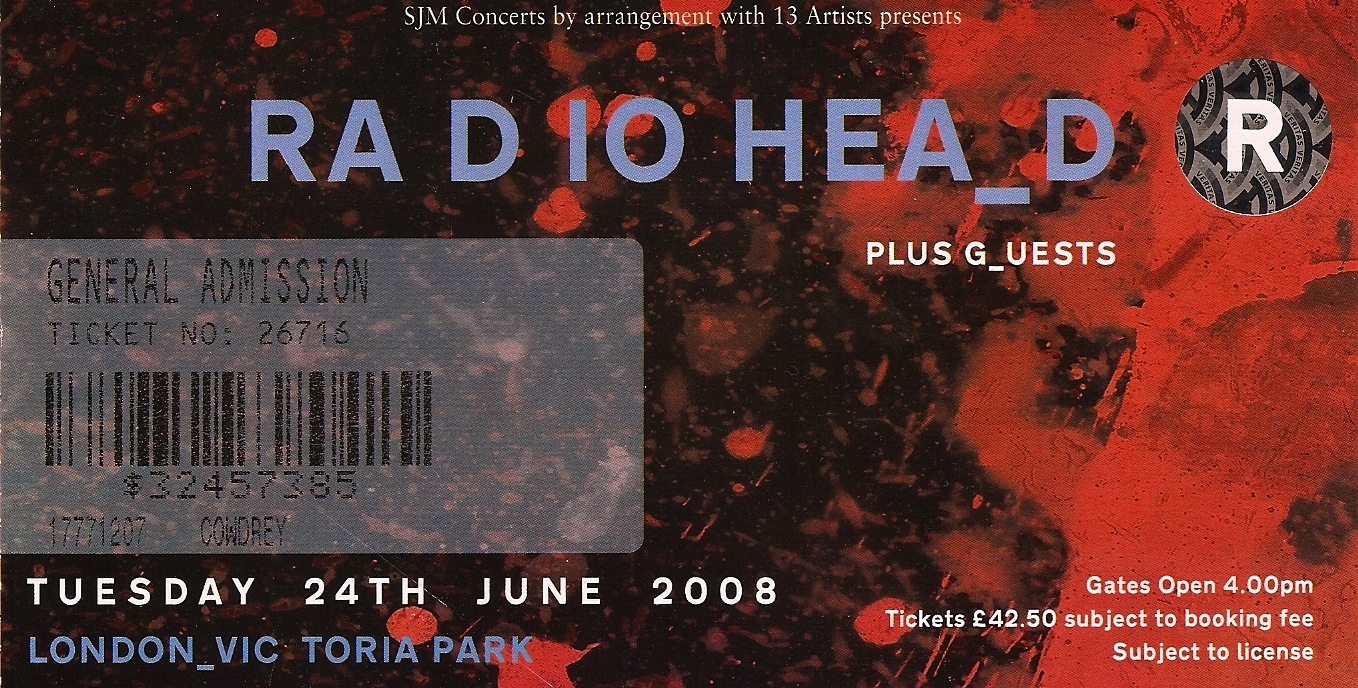 SJM Concerts by arrangement with 13 Artists presents
RA D IO HEA_D
R
PLUS G_UESTS
GENERAL ADMISSION
TICKET NO: 26716
$32457385
17771207 COWDREY
TUESDAY 24TH JUNE 2008
LONDON_VIC TORIA PARK
Gates Open 4.00pm
Tickets £42.50 subject to booking fee
Subject to license
VERITAS VERITAS